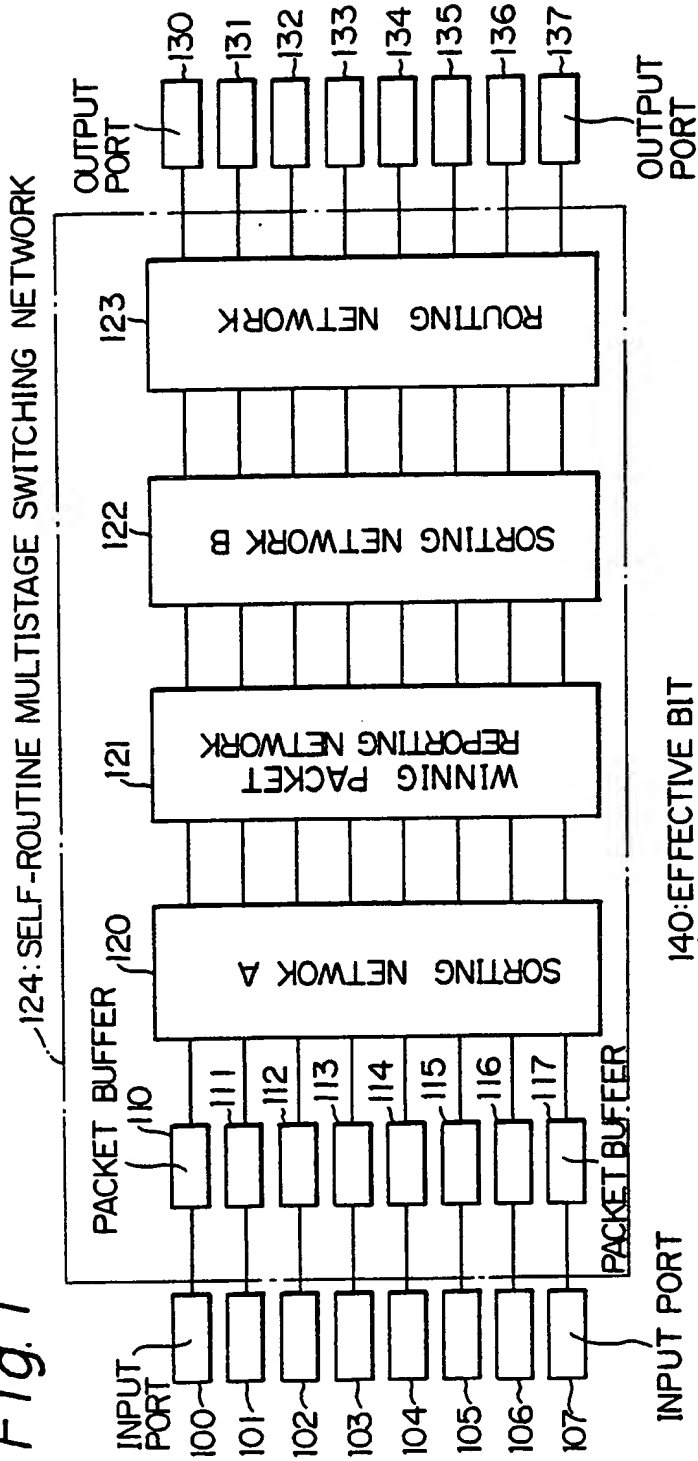 Fig. 1
124: SELF-ROUTINE MULTISTAGE SWITCHING NETWORK
INPUT
PORT
100
101
102
103
104
105
106
107
INPUT PORT
PACKET BUFFER
110
111
112
113
114
115
116
117
PACKET BUFFER
120
SORTING NETWOK A
121
WINNIG PACKET
REPORTING NETWORK
122
SORTING NETWORK B
123
ROUTING NETWORK
OUTPUT
PORT
130
131
132
133
134
135
136
137
OUTPUT
PORT
140: EFFECTIVE BIT